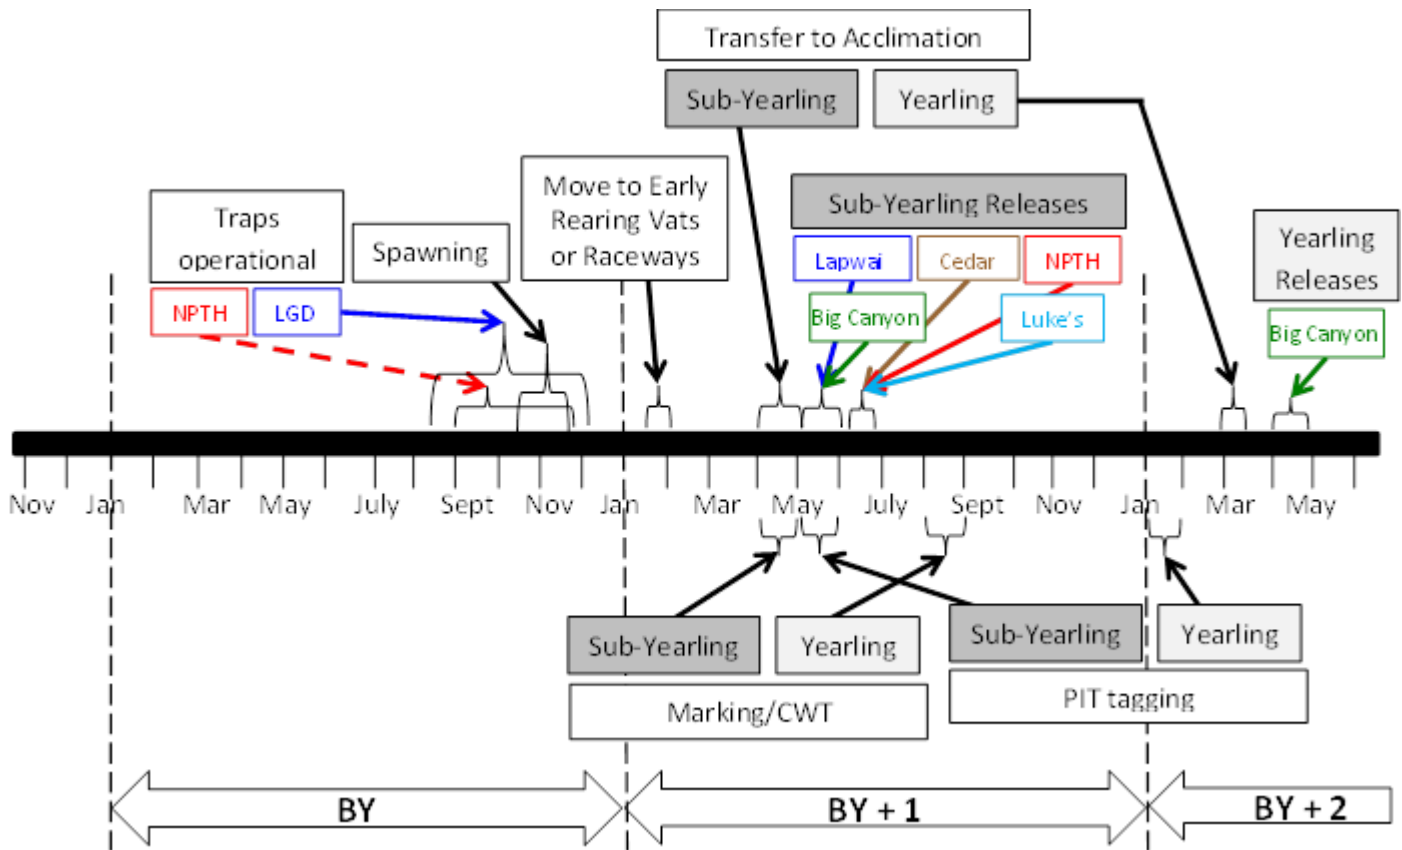 Transfer to Acclimation
Sub-Yearling
Yearling
Move to Early
Rearing Vats
or Raceways
Traps
operational
Spawning
Sub-Yearling Releases
Yearling
Releases
NPTH
LGD
Lapwai
Cedar
NPTH
Big Canyon
Luke's
Big Canyon
Nov
Jan
Mar
May
July
Sept
Nov
Jan
Mar
May
July
Sept
Nov
Jan
Mar
May
Sub-Yearling
Yearling
Sub-Yearling
Yearling
Marking/CWT
PIT tagging
BY
BY + 1
BY + 2